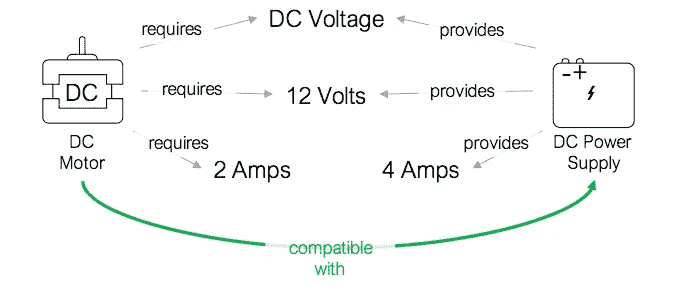 requires
DC Voltage
provides
DC
- +
requires
12 Volts
provides
DC
Motor
requires
2 Amps
provides
4 Amps
DC Power
Supply
compatible
with